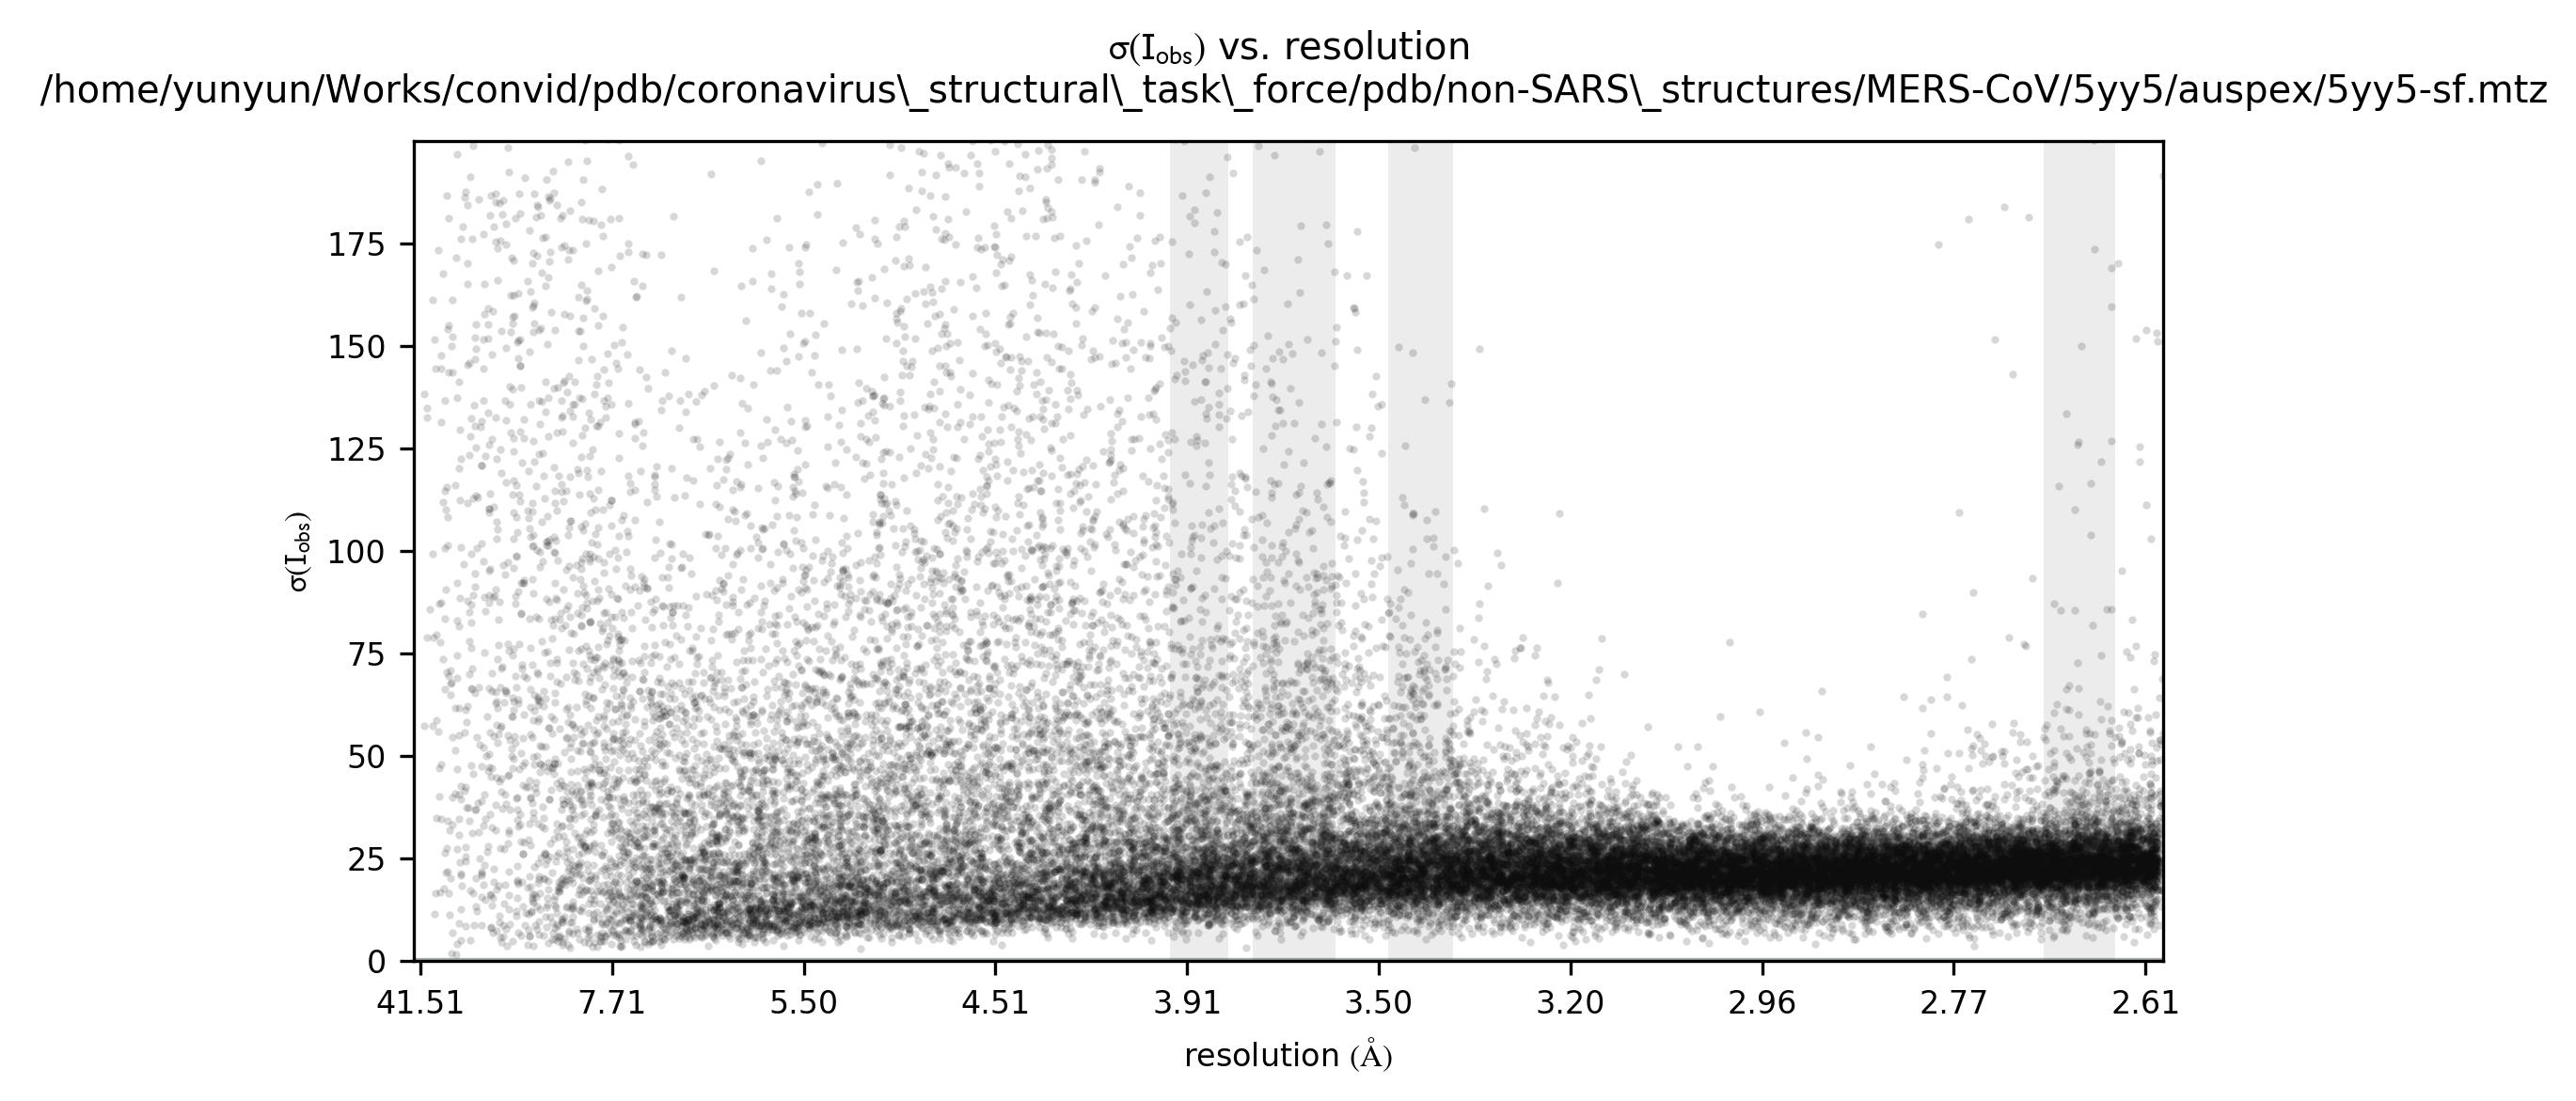 σ(I_obs) vs. resolution
/home/yunyun/Works/convid/pdb/coronavirus\_structural\_task\_force/pdb/non-SARS\_structures/MERS-CoV/5yy5/auspex/5yy5-sf.mtz
175
150
125
100
75
50
25
0
σ(I_obs)
41.51 7.71 5.50 4.51 3.91 3.50 3.20 2.96 2.77 2.61
resolution (Å)